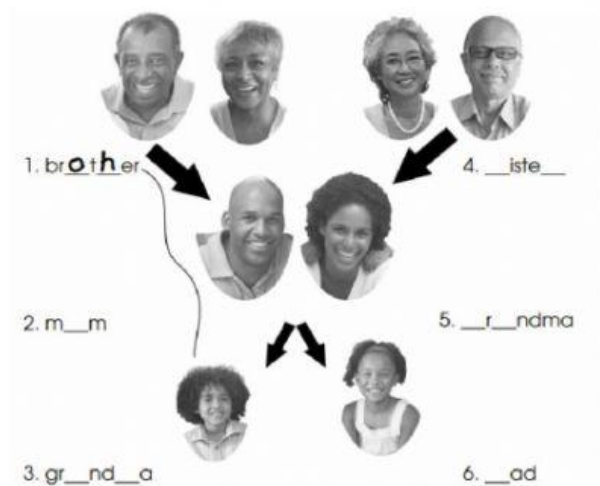 1. brother
4. __iste__
2. m__m
5. __r__ndma
3. gr__nd__a
6. __ad